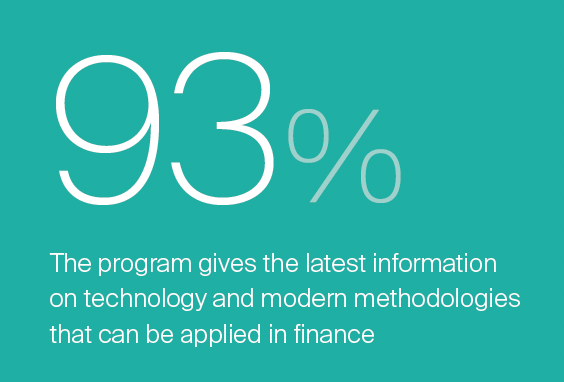 93%
The program gives the latest information
on technology and modern methodologies
that can be applied in finance